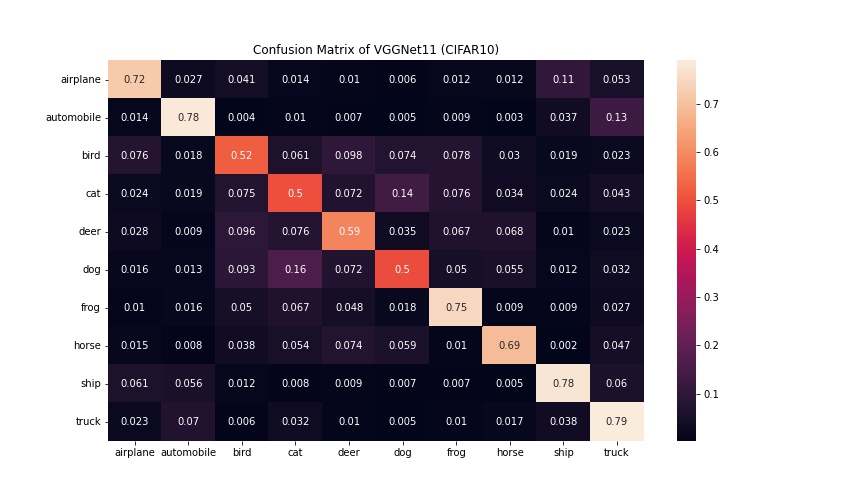 Confusion Matrix of VGGNet11 (CIFAR10)
airplane 0.72 0.027 0.041 0.014 0.01 0.006 0.012 0.012 0.11 0.053
automobile 0.014 0.78 0.004 0.01 0.007 0.005 0.009 0.003 0.037 0.13
bird 0.076 0.018 0.52 0.061 0.098 0.074 0.078 0.03 0.019 0.023
cat 0.024 0.019 0.075 0.5 0.072 0.14 0.076 0.034 0.024 0.043
deer 0.028 0.009 0.096 0.076 0.59 0.035 0.067 0.068 0.01 0.023
dog 0.016 0.013 0.093 0.16 0.072 0.5 0.05 0.055 0.012 0.032
frog 0.01 0.016 0.05 0.067 0.048 0.018 0.75 0.009 0.009 0.027
horse 0.015 0.008 0.038 0.054 0.074 0.059 0.01 0.69 0.002 0.047
ship 0.061 0.056 0.012 0.008 0.009 0.007 0.007 0.005 0.78 0.06
truck 0.023 0.07 0.006 0.032 0.01 0.005 0.01 0.017 0.038 0.79
airplane automobile bird cat deer dog frog horse ship truck
0.7
0.6
0.5
0.4
0.3
0.2
0.1